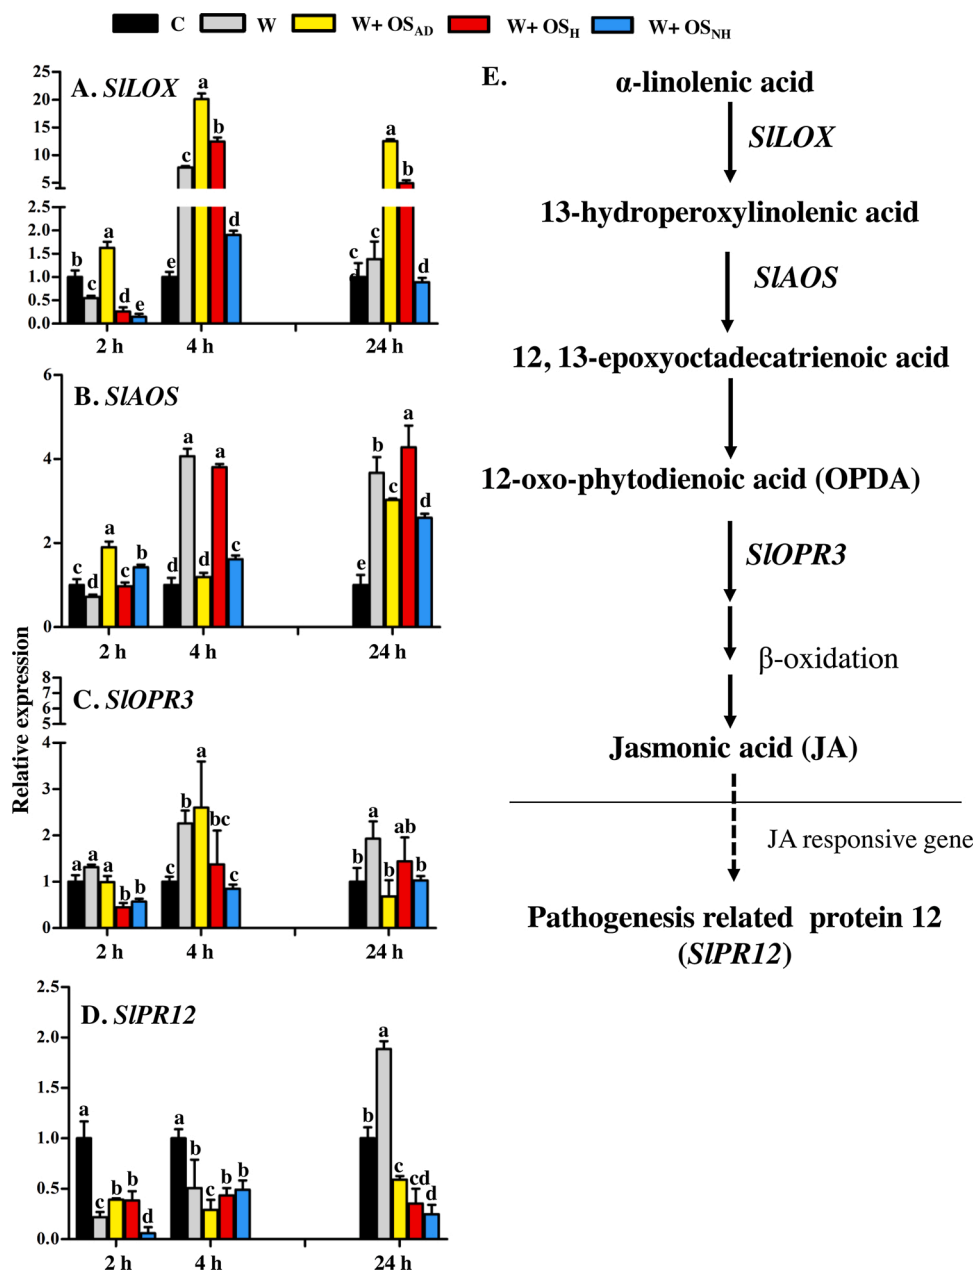 C W W+ OS_AD W+ OS_H W+ OS_NH
A. SlLOX
25
20
15
10
5
2.5
2.0
1.5
1.0
0.5
0.0
b c a d e
e c a b d
c c a b d
2 h 4 h 24 h
B. SlAOS
6
4
2
0
c d a c b
d a d a c
e b c a d
2 h 4 h 24 h
Relative expression
C. SlOPR3
8
7
6
5
4
3
2
1
0
a a a b b
c b a bc c
b a b ab b
2 h 4 h 24 h
D. SlPR12
2.5
2.0
1.5
1.0
0.5
0.0
a c b b d
a b c b b
b a c cd d
2 h 4 h 24 h
E.
α-linolenic acid
SlLOX
13-hydroperoxylinolenic acid
SlAOS
12, 13-epoxyoctadecatrienoic acid
12-oxo-phytodienoic acid (OPDA)
SlOPR3
β-oxidation
Jasmonic acid (JA)
JA responsive gene
Pathogenesis related protein 12
(SlPR12)